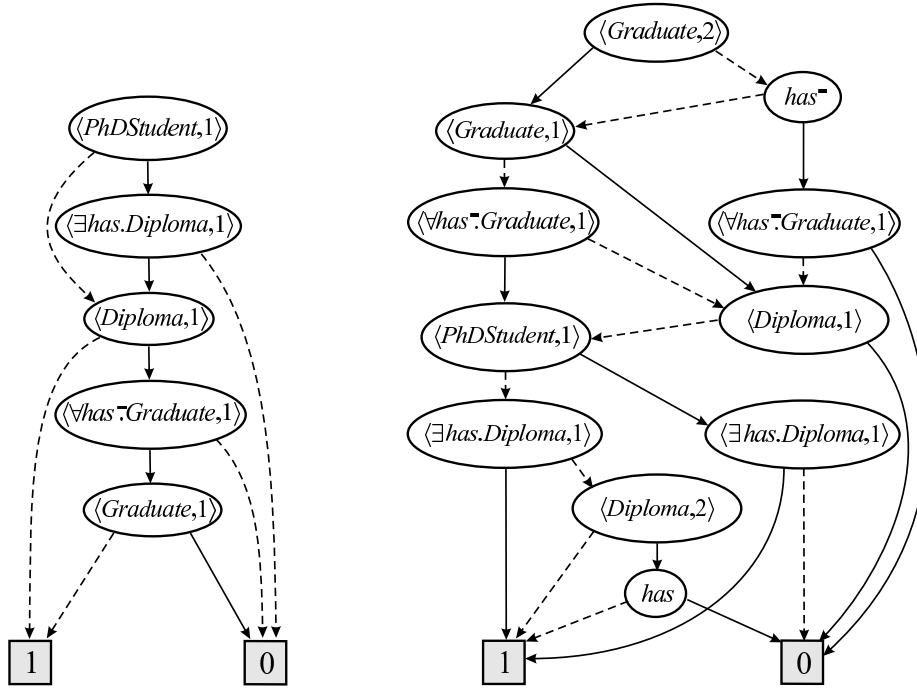 ⟨PhDStudent,1⟩
⟨∃has.Diploma,1⟩
⟨Diploma,1⟩
⟨∀has⁻.Graduate,1⟩
⟨Graduate,1⟩
1
0
⟨Graduate,2⟩
has⁻
⟨Graduate,1⟩
⟨∀has⁻.Graduate,1⟩
⟨∀has⁻.Graduate,1⟩
⟨Diploma,1⟩
⟨PhDStudent,1⟩
⟨∃has.Diploma,1⟩
⟨∃has.Diploma,1⟩
⟨Diploma,2⟩
has
1
0